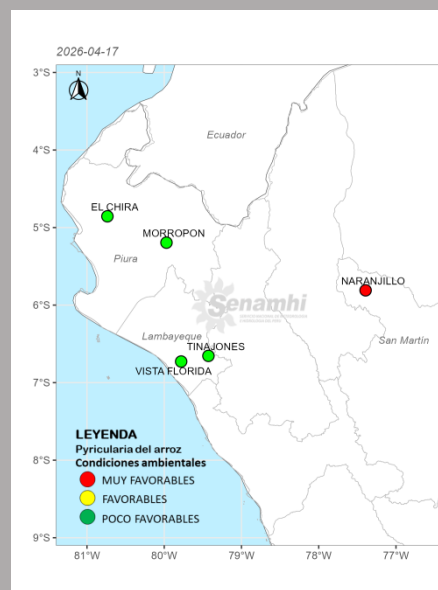 2026-04-17
3°S
N
Ecuador
4°S
EL CHIRA
5°S
MORROPON
Piura
NARANJILLO
6°S
Senamhi
Lambayeque
San Martín
TINAJONES
VISTA FLORIDA
7°S
LEYENDA
Pyricularia del arroz
Condiciones ambientales
MUY FAVORABLES
FAVORABLES
POCO FAVORABLES
8°S
9°S
81°W 80°W 79°W 78°W 77°W